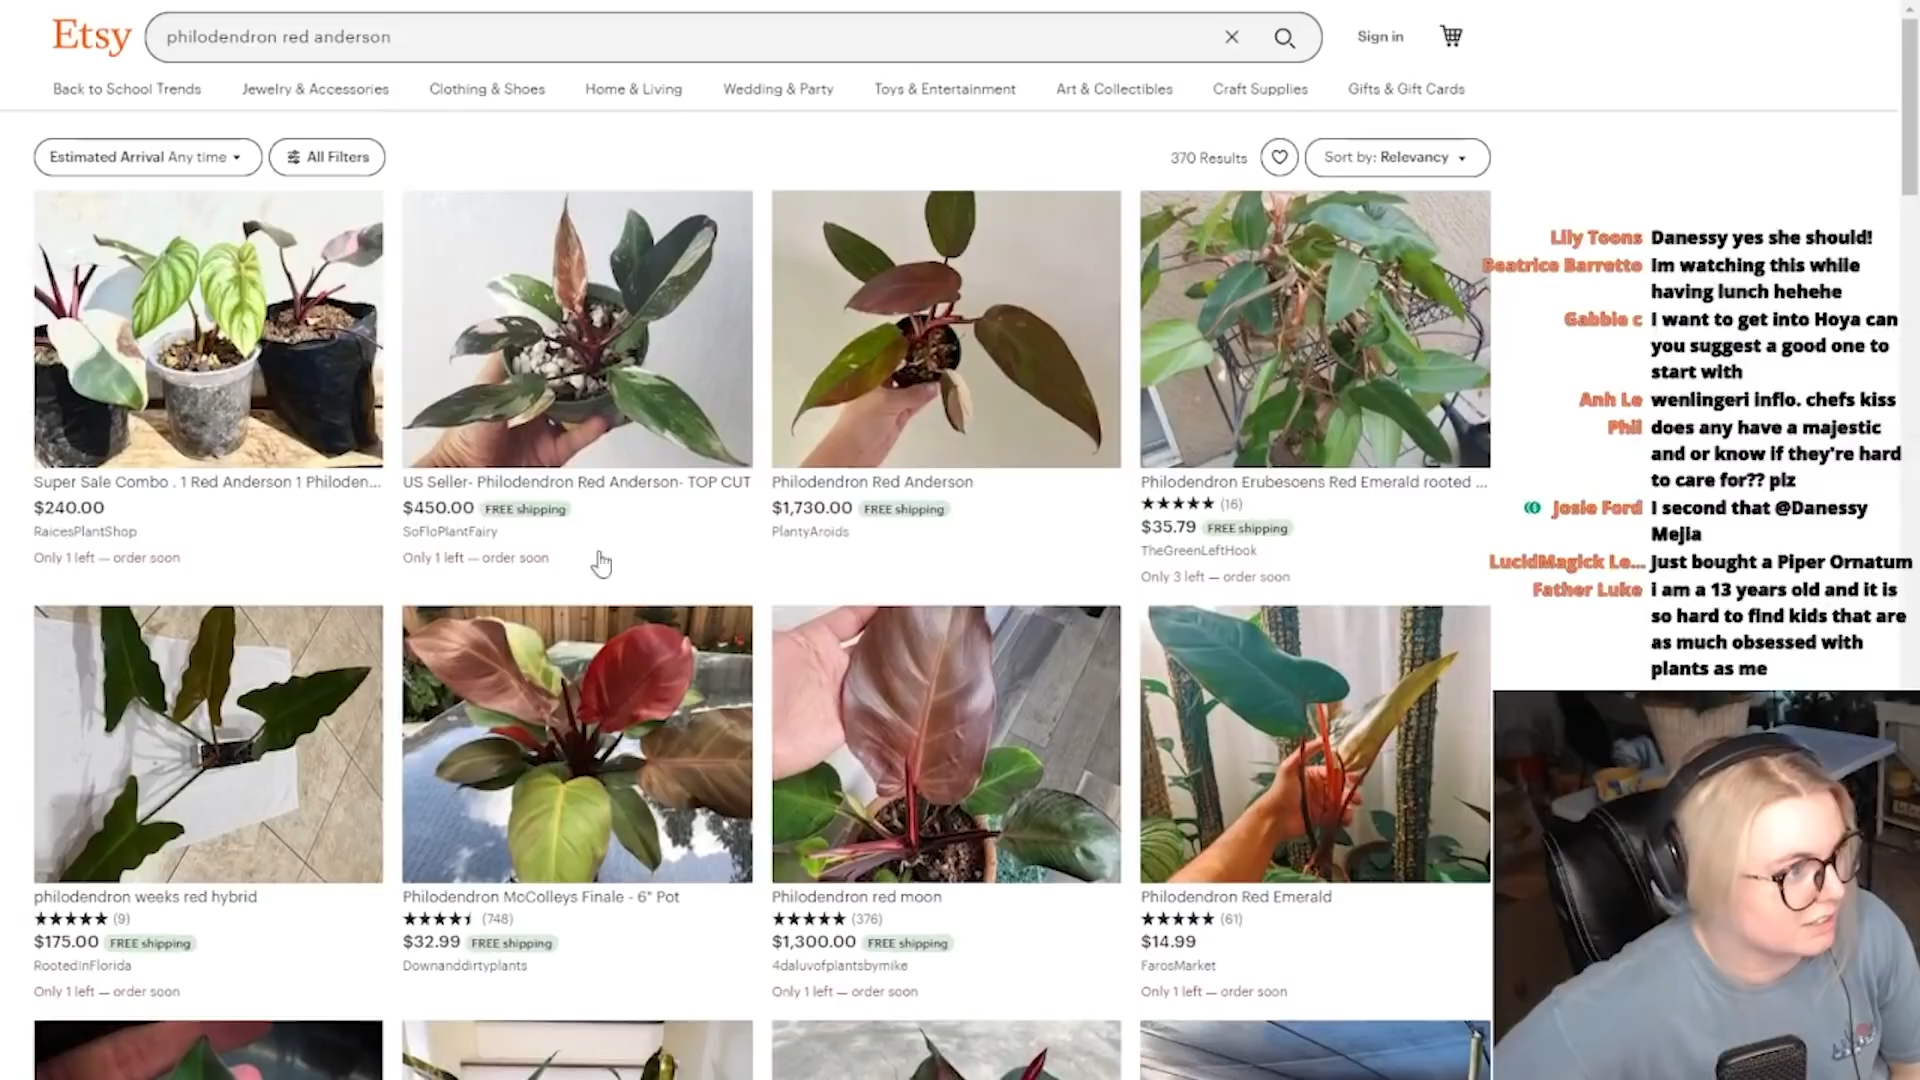 Etsy
philodendron red anderson
Sign in
Back to School Trends
Jewelry & Accessories
Clothing & Shoes
Home & Living
Wedding & Party
Toys & Entertainment
Art & Collectibles
Craft Supplies
Gifts & Gift Cards
Estimated Arrival Any time
All Filters
370 Results
Sort by: Relevancy
Super Sale Combo . 1 Red Anderson 1 Philoden...
$240.00
RaicesPlantShop
Only 1 left — order soon
US Seller- Philodendron Red Anderson- TOP CUT
$450.00 FREE shipping
SoFloPlantFairy
Only 1 left — order soon
Philodendron Red Anderson
$1,730.00 FREE shipping
PlantyAroids
Philodendron Erubesoens Red Emerald rooted ...
(16)
$35.79 FREE shipping
TheGreenLeftHook
Only 3 left — order soon
philodendron weeks red hybrid
(9)
$175.00 FREE shipping
RootedinFlorida
Only 1 left — order soon
Philodendron McColleys Finale - 6" Pot
(748)
$32.99 FREE shipping
Downanddirtyplants
Philodendron red moon
(376)
$1,300.00 FREE shipping
4daluvofplantsbymike
Only 1 left — order soon
Philodendron Red Emerald
(61)
$14.99
FarosMarket
Only 1 left — order soon
Lily Toons Danessy yes she should!
Beatrice Barretto Im watching this while
having lunch hehehe
Gabbie c I want to get into Hoya can
you suggest a good one to
start with
Anh Le wenlingeri inflo. chefs kiss
Phil does any have a majestic
and or know if they're hard
to care for?? plz
Josie Ford I second that @Danessy
Mejia
LucidMagick Le... Just bought a Piper Ornatum
Father Luke i am a 13 years old and it is
so hard to find kids that are
as much obsessed with
plants as me